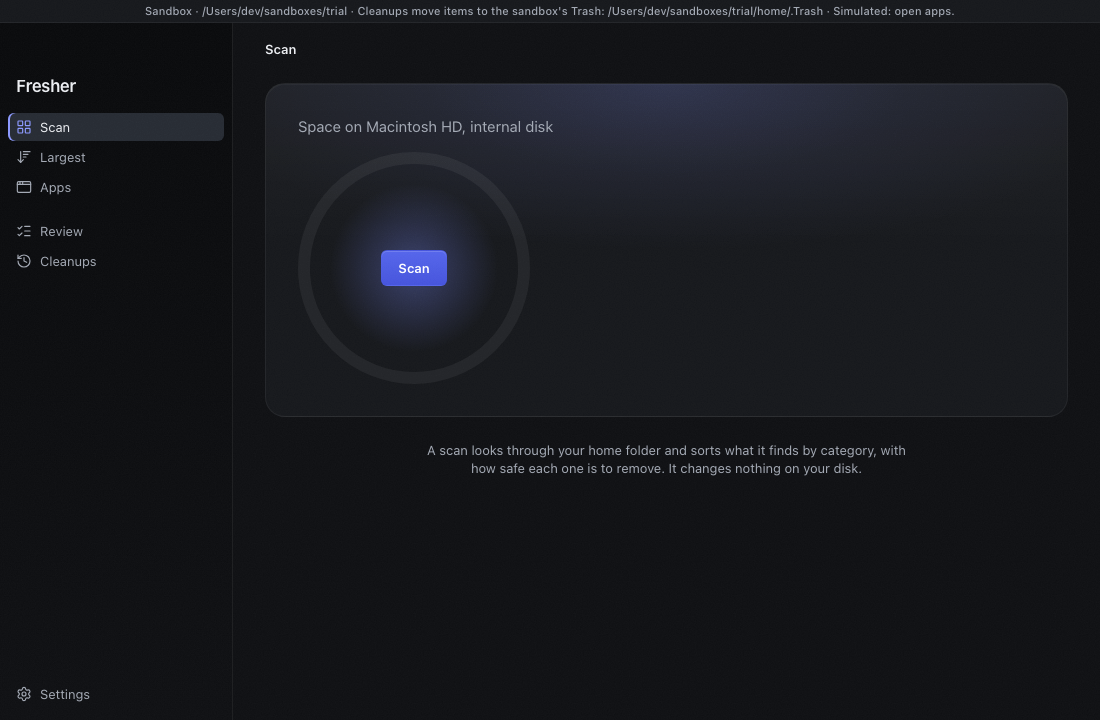 Sandbox · /Users/dev/sandboxes/trial · Cleanups move items to the sandbox's Trash: /Users/dev/sandboxes/trial/home/.Trash · Simulated: open apps.
Fresher
Scan
Largest
Apps
Review
Cleanups
Settings
Scan
Space on Macintosh HD, internal disk
Scan
A scan looks through your home folder and sorts what it finds by category, with
how safe each one is to remove. It changes nothing on your disk.